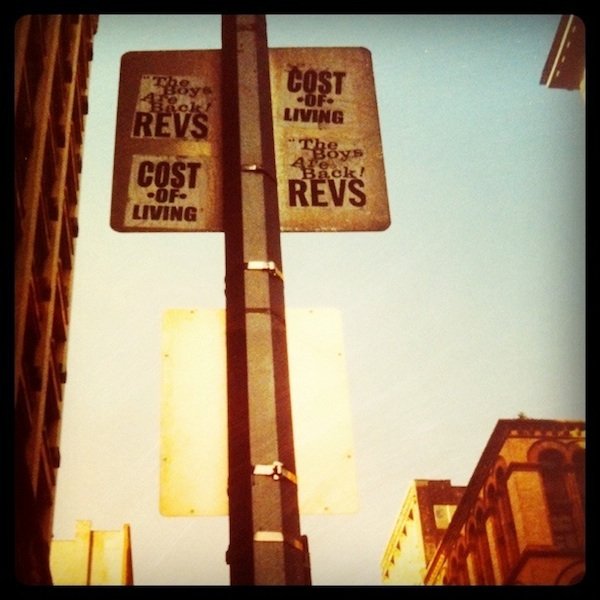 "The
Boys
Are
Back!
REVS
COST
•OF•
LIVING
COST
•OF•
LIVING
"The
Boys
Are
Back!
REVS